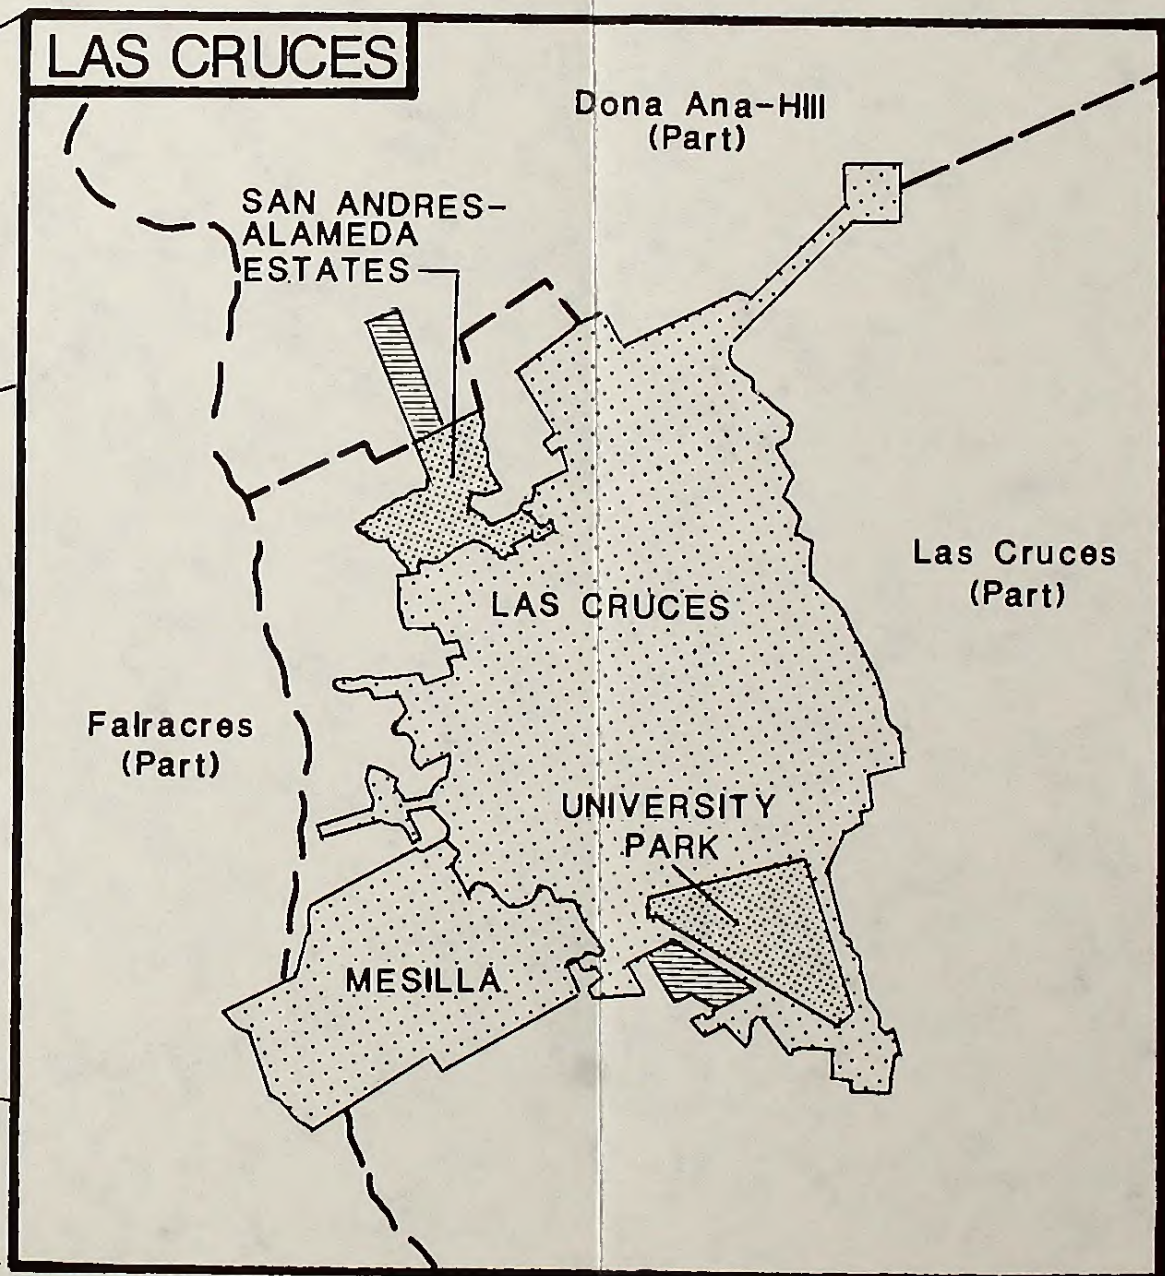 LAS CRUCES
Dona Ana-Hill
(Part)
SAN ANDRES-
ALAMEDA
ESTATES
Las Cruces
(Part)
LAS CRUCES
Fairacres
(Part)
UNIVERSITY
PARK
MESILLA